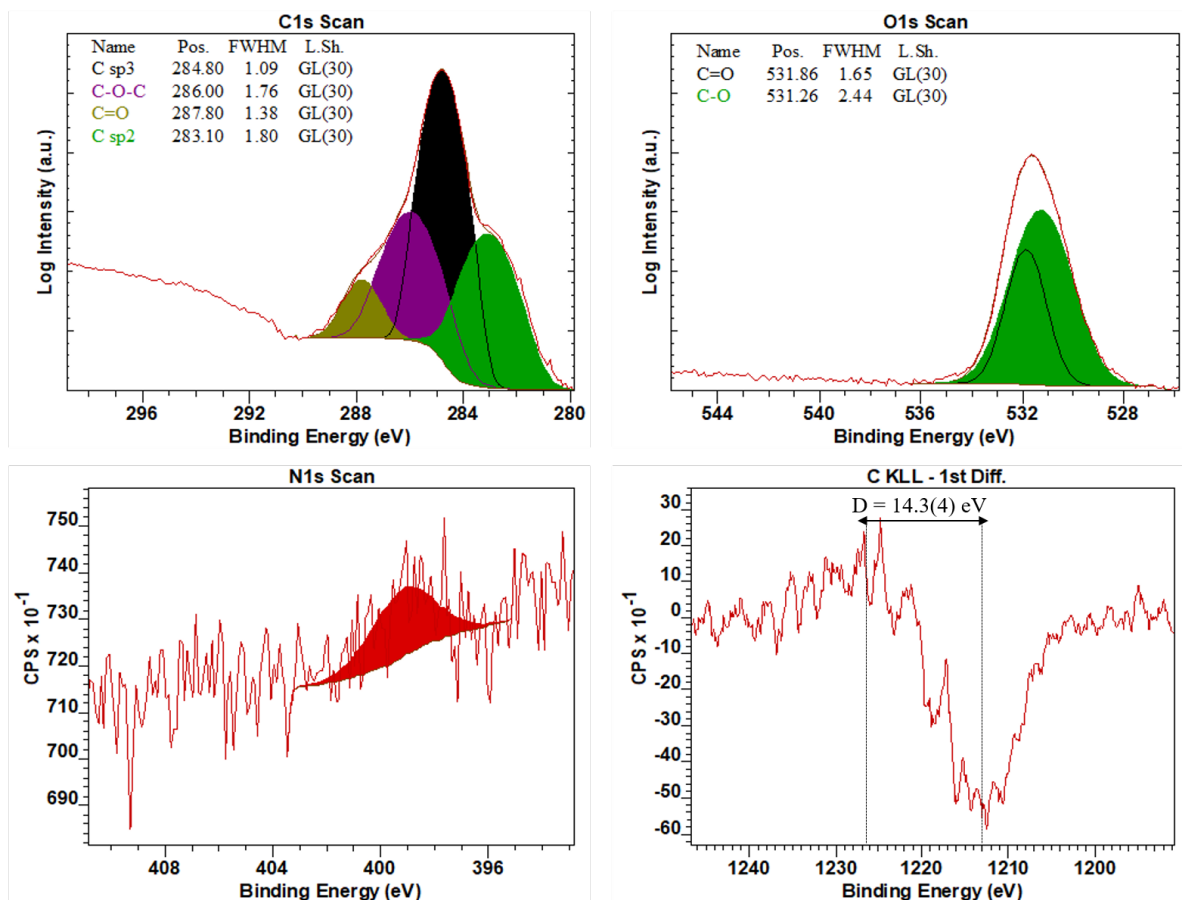 C1s Scan
Name Pos. FWHM L.Sh.
C sp3 284.80 1.09 GL(30)
C-O-C 286.00 1.76 GL(30)
C=O 287.80 1.38 GL(30)
C sp2 283.10 1.80 GL(30)
Log Intensity (a.u.)
296 292 288 284 280
Binding Energy (eV)
O1s Scan
Name Pos. FWHM L.Sh.
C=O 531.86 1.65 GL(30)
C-O 531.26 2.44 GL(30)
Log Intensity (a.u.)
544 540 536 532 528
Binding Energy (eV)
N1s Scan
CPS x 10⁻¹
750
740
730
720
710
700
690
408 404 400 396
Binding Energy (eV)
C KLL - 1st Diff.
D = 14.3(4) eV
CPS x 10⁻¹
30
20
10
0
-10
-20
-30
-40
-50
-60
1240 1230 1220 1210 1200
Binding Energy (eV)